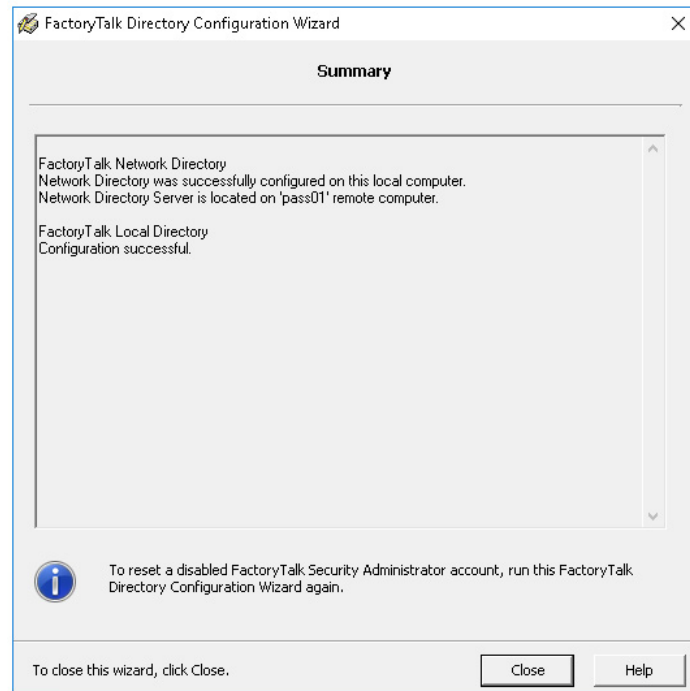 FactoryTalk Directory Configuration Wizard
Summary
FactoryTalk Network Directory
Network Directory was successfully configured on this local computer.
Network Directory Server is located on 'pass01' remote computer.
FactoryTalk Local Directory
Configuration successful.
To reset a disabled FactoryTalk Security Administrator account, run this FactoryTalk
Directory Configuration Wizard again.
To close this wizard, click Close.
Close
Help